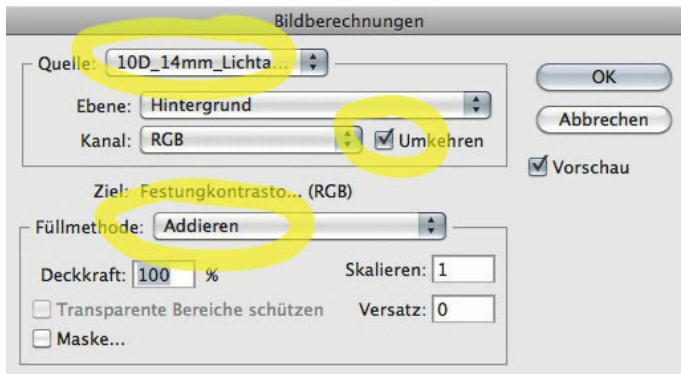 Bildberechnungen
Quelle: 10D_14mm_Lichta...
OK
Ebene: Hintergrund
Abbrechen
Kanal: RGB Umkehren
Vorschau
Ziel: Festungkontrasto... (RGB)
Füllmethode: Addieren
Deckkraft: 100 % Skalieren: 1
Transparente Bereiche schützen Versatz: 0
Maske...